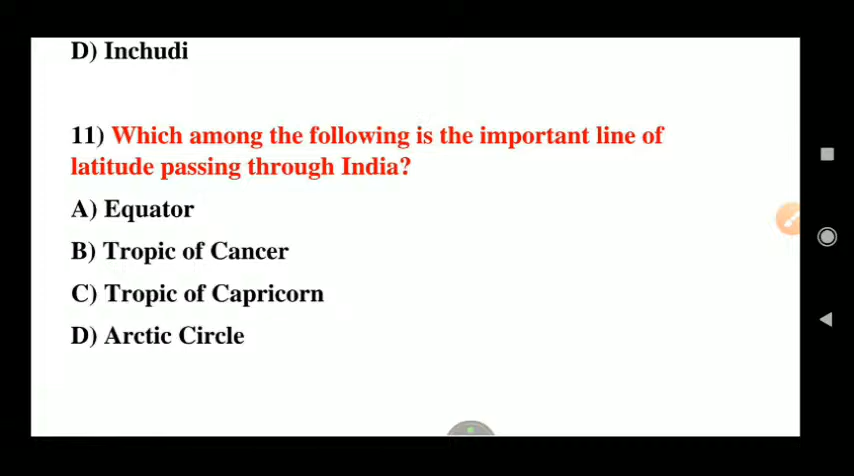 D) Inchudi
11) Which among the following is the important line of
latitude passing through India?
A) Equator
B) Tropic of Cancer
C) Tropic of Capricorn
D) Arctic Circle